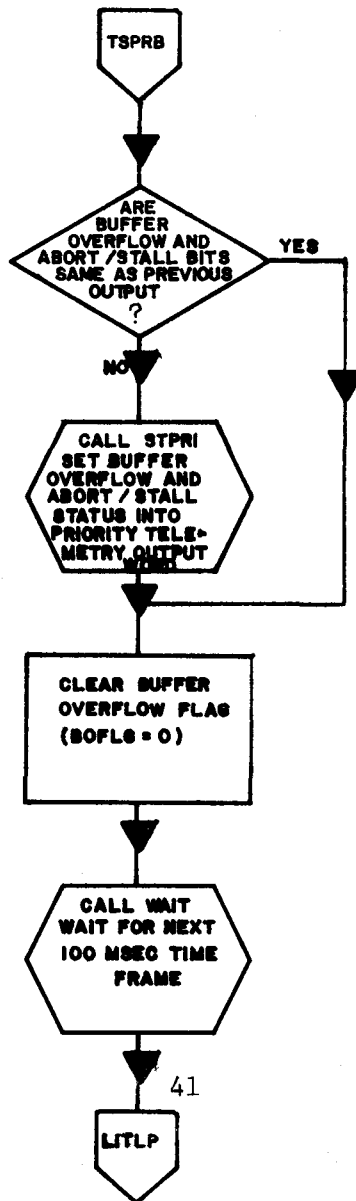 TSPRB
ARE
BUFFER
OVERFLOW AND
ABORT / STALL BITS
SAME AS PREVIOUS
OUTPUT
?
YES
NO
CALL STPRI
SET BUFFER
OVERFLOW AND
ABORT / STALL
STATUS INTO
PRIORITY TELE-
METRY OUTPUT
WORD
CLEAR BUFFER
OVERFLOW FLAG
(BOFLG = 0)
CALL WAIT
WAIT FOR NEXT
100 MSEC TIME
FRAME
41
LITLP